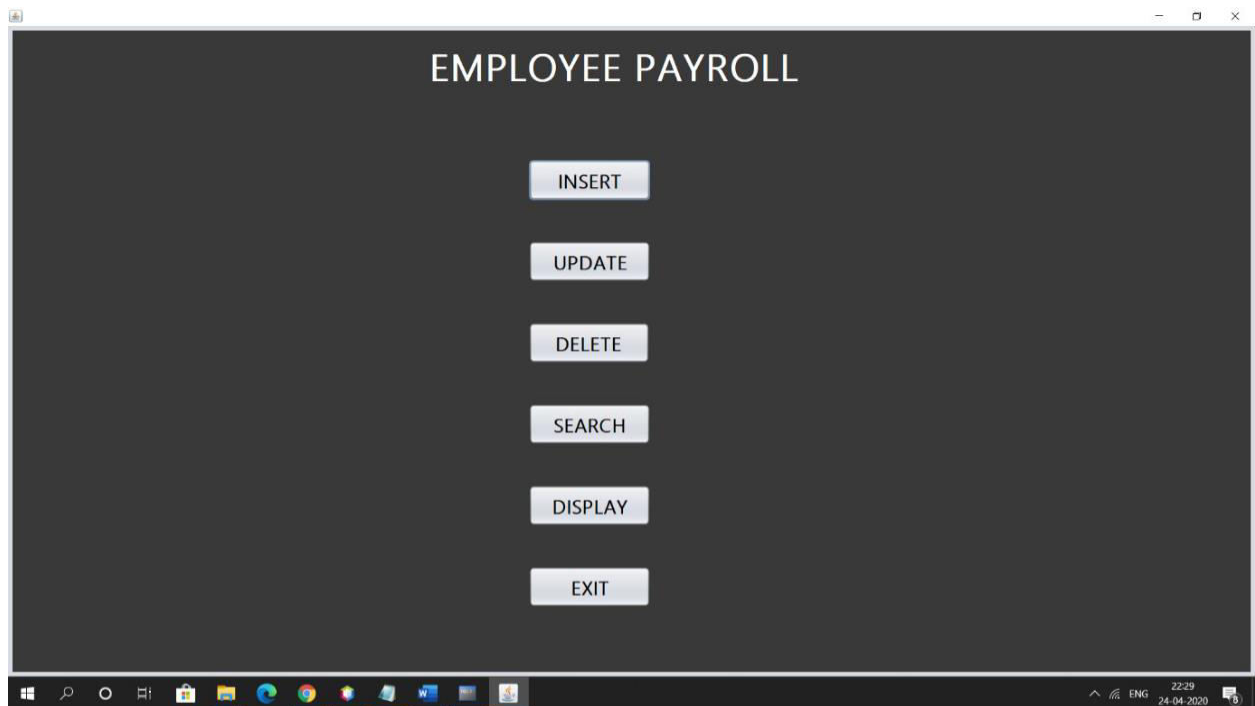 EMPLOYEE PAYROLL
INSERT
UPDATE
DELETE
SEARCH
DISPLAY
EXIT
ENG
22:29
24-04-2020